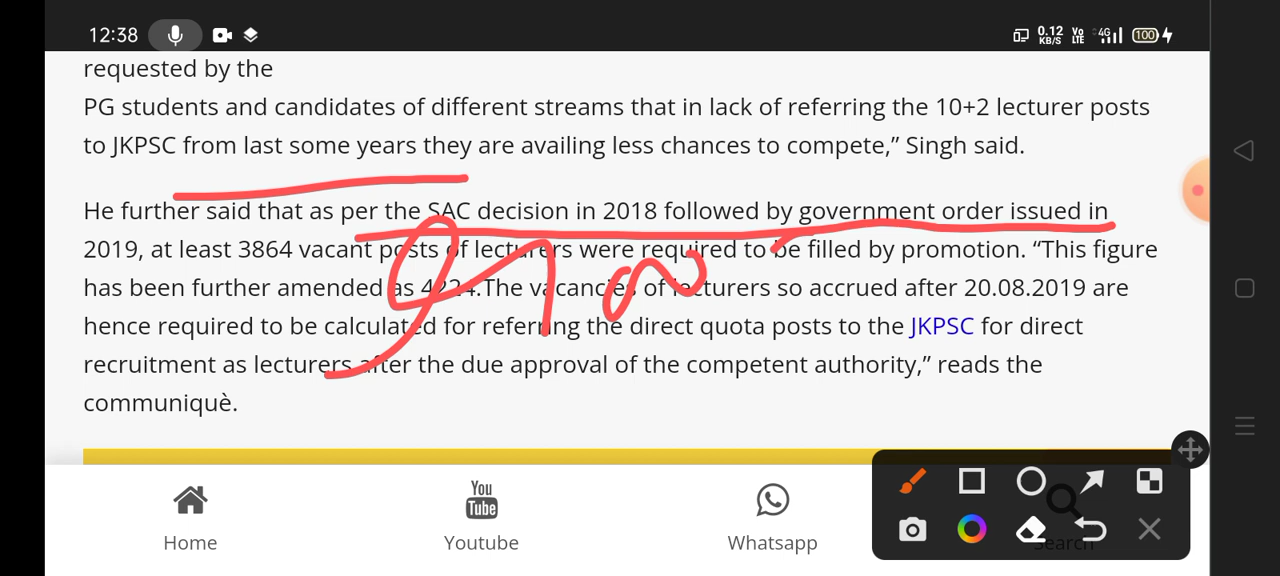 12:38
0.12 KB/S Vo LTE 4G 100
requested by the
PG students and candidates of different streams that in lack of referring the 10+2 lecturer posts
to JKPSC from last some years they are availing less chances to compete,” Singh said.
He further said that as per the SAC decision in 2018 followed by government order issued in
2019, at least 3864 vacant posts of lecturers were required to be filled by promotion. “This figure
has been further amended as 4224.The vacancies of lecturers so accrued after 20.08.2019 are
hence required to be calculated for referring the direct quota posts to the JKPSC for direct
recruitment as lecturers after the due approval of the competent authority,” reads the
communiquè.
You Tube
Home Youtube Whatsapp Search